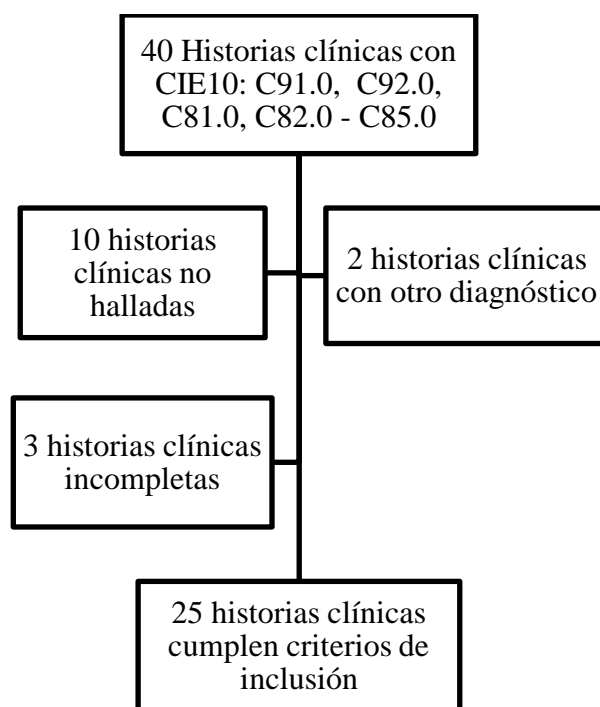 40 Historias clínicas con
CIE10: C91.0, C92.0,
C81.0, C82.0 - C85.0
10 historias
clínicas no
halladas
2 historias clínicas
con otro diagnóstico
3 historias clínicas
incompletas
25 historias clínicas
cumplen criterios de
inclusión